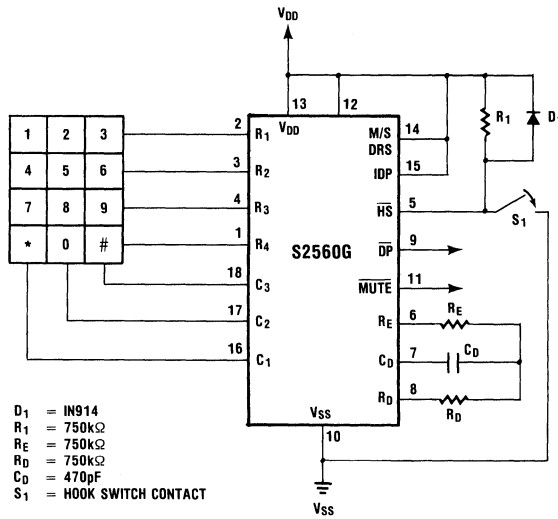 VDD
13 12
1 2 3
4 5 6
7 8 9
* 0 #
2 R1
3 R2
4 R3
1 R4
18 C3
17 C2
16 C1
VDD
S2560G
M/S 14
DRS
IDP 15
HS 5
DP 9
MUTE 11
RE 6
CD 7
RD 8
VSS
10
R1
D
S1
RE
CD
RD
VSS
D1 = IN914
R1 = 750kΩ
RE = 750kΩ
RD = 750kΩ
CD = 470pF
S1 = HOOK SWITCH CONTACT